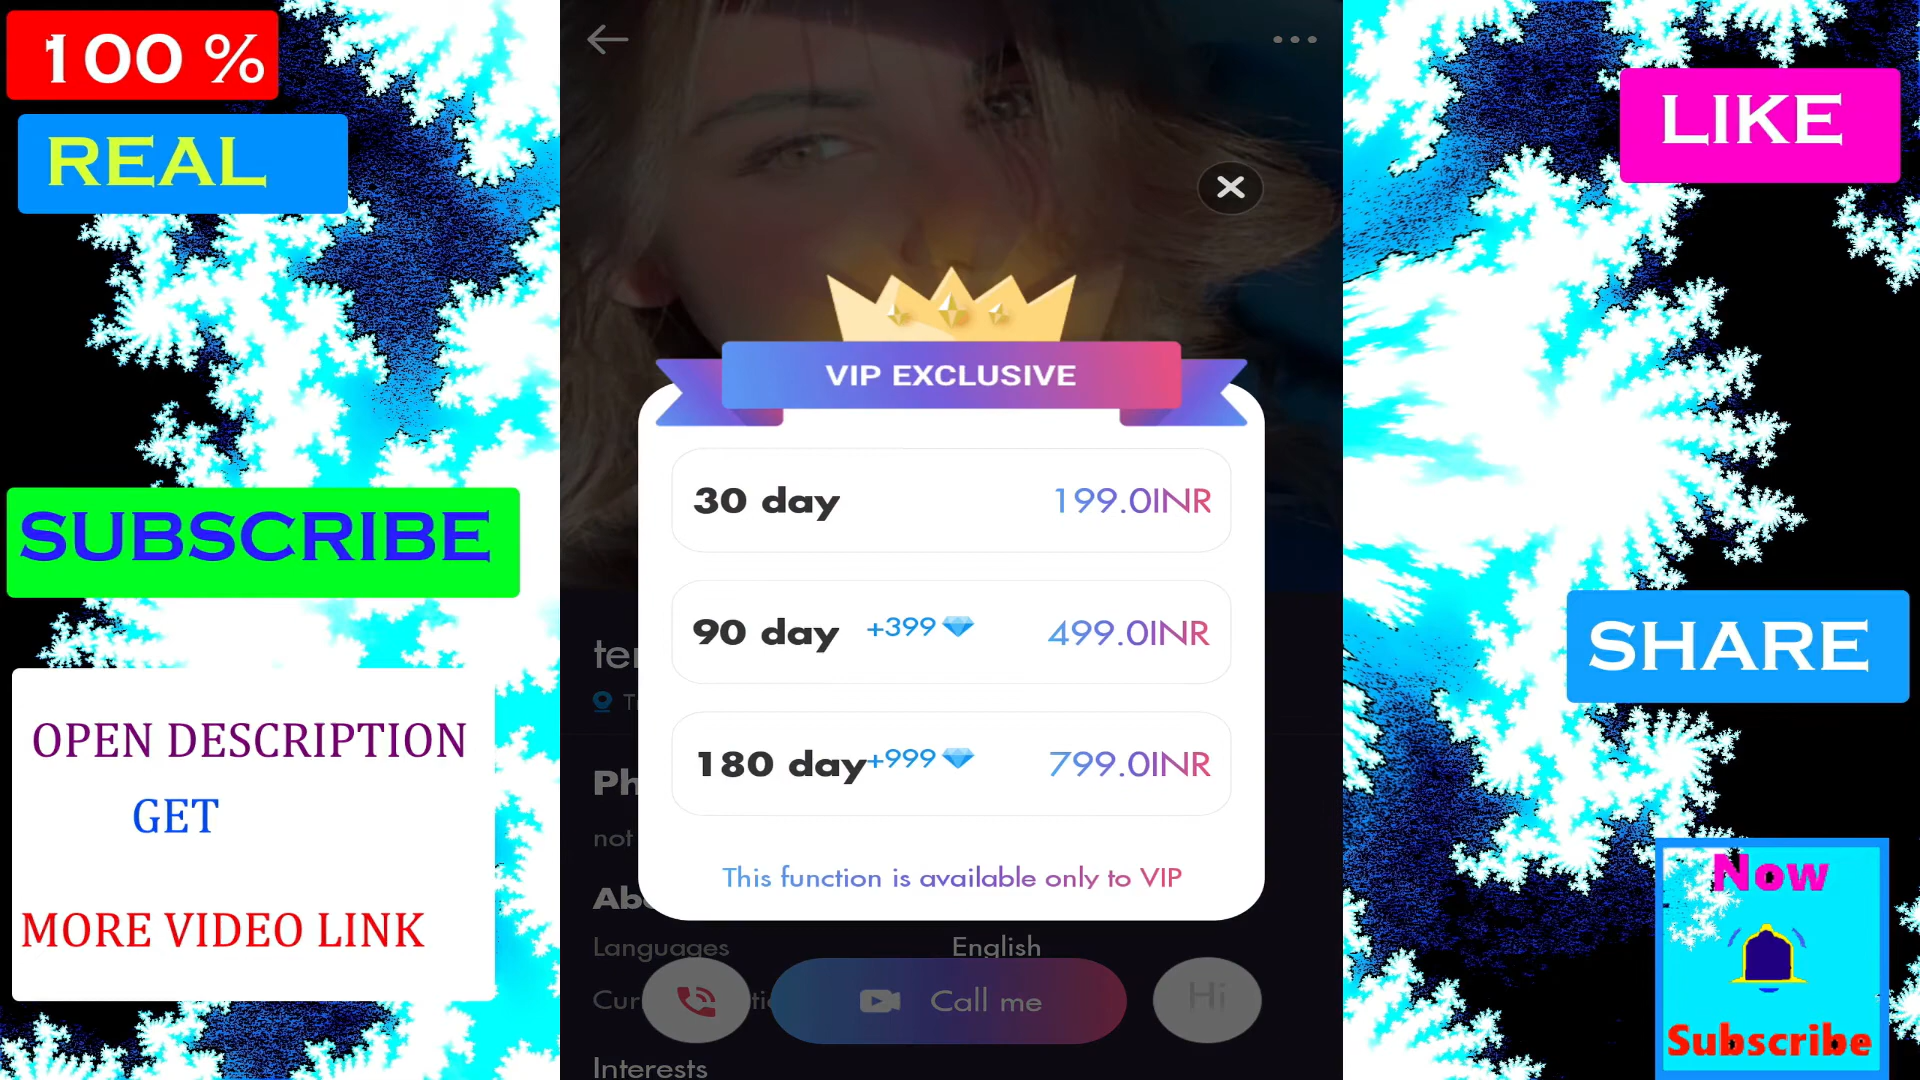 100 %
REAL
SUBSCRIBE
OPEN DESCRIPTION
GET
MORE VIDEO LINK
VIP EXCLUSIVE
30 day 199.0INR
90 day +399 499.0INR
180 day +999 799.0INR
This function is available only to VIP
Languages English
Call me
Hi
Interests
LIKE
SHARE
Now
Subscribe